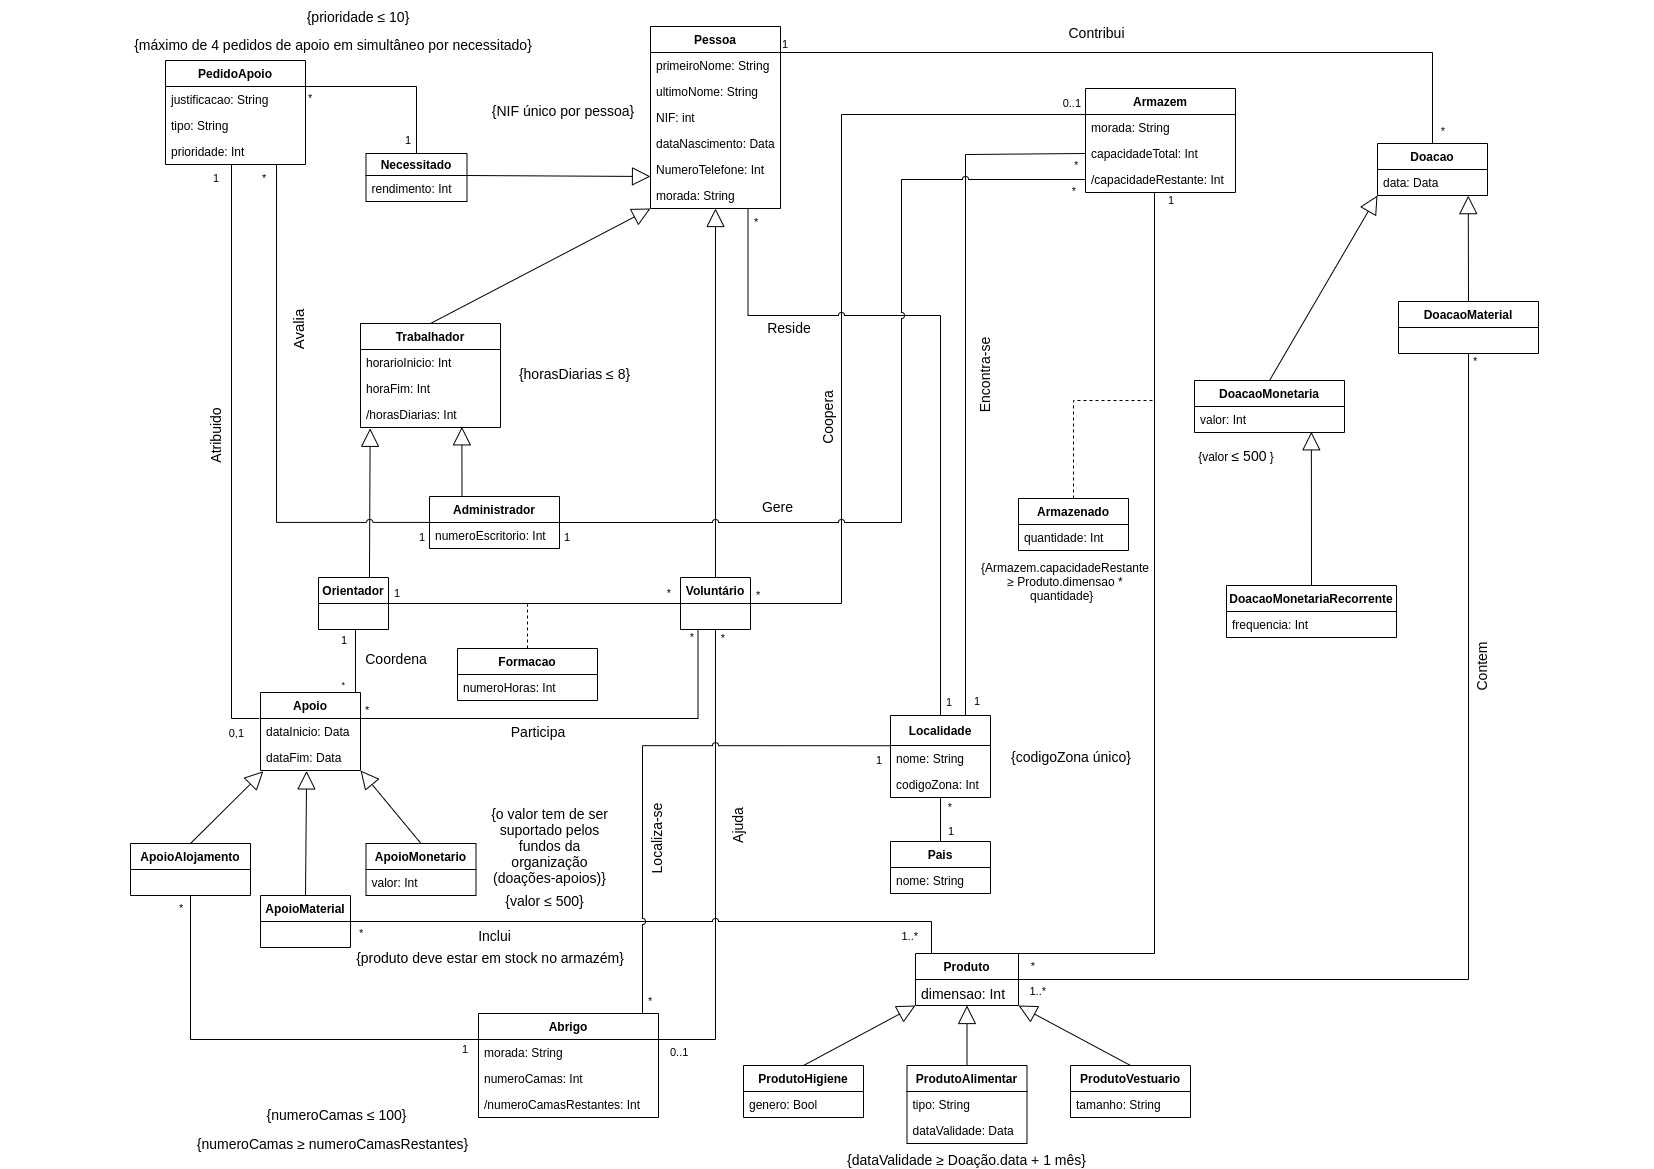 {prioridade ≤ 10}
{máximo de 4 pedidos de apoio em simultâneo por necessitado}
PedidoApoio
justificacao: String
tipo: String
prioridade: Int
*
1
1
*
Necessitado
rendimento: Int
{NIF único por pessoa}
Pessoa
primeiroNome: String
ultimoNome: String
NIF: int
dataNascimento: Data
NumeroTelefone: Int
morada: String
1
Contribui
*
*
Reside
0..1
Armazem
morada: String
capacidadeTotal: Int
/capacidadeRestante: Int
*
*
1
Doacao
data: Data
DoacaoMaterial
*
DoacaoMonetaria
valor: Int
{valor ≤ 500 }
DoacaoMonetariaRecorrente
frequencia: Int
Contem
Avalia
Atribuido
Trabalhador
horarioInicio: Int
horaFim: Int
/horasDiarias: Int
{horasDiarias ≤ 8}
Coopera
Encontra-se
Administrador
numeroEscritorio: Int
1
1
Gere
Armazenado
quantidade: Int
{Armazem.capacidadeRestante
≥ Produto.dimensao *
quantidade}
Orientador
1
*
Voluntário
*
1
*
*
Coordena
*
Formacao
numeroHoras: Int
Apoio
dataInicio: Data
dataFim: Data
0,1
*
Participa
1
1
Localidade
nome: String
codigoZona: Int
1
{codigoZona único}
*
1
Pais
nome: String
ApoioAlojamento
*
ApoioMaterial
*
ApoioMonetario
valor: Int
{o valor tem de ser
suportado pelos
fundos da
organização
(doações-apoios)}
{valor ≤ 500}
Localiza-se
Ajuda
Inclui
{produto deve estar em stock no armazém}
1..*
Produto
dimensao: Int
*
1..*
*
Abrigo
morada: String
numeroCamas: Int
/numeroCamasRestantes: Int
1
0..1
{numeroCamas ≤ 100}
{numeroCamas ≥ numeroCamasRestantes}
ProdutoHigiene
genero: Bool
ProdutoAlimentar
tipo: String
dataValidade: Data
ProdutoVestuario
tamanho: String
{dataValidade ≥ Doação.data + 1 mês}